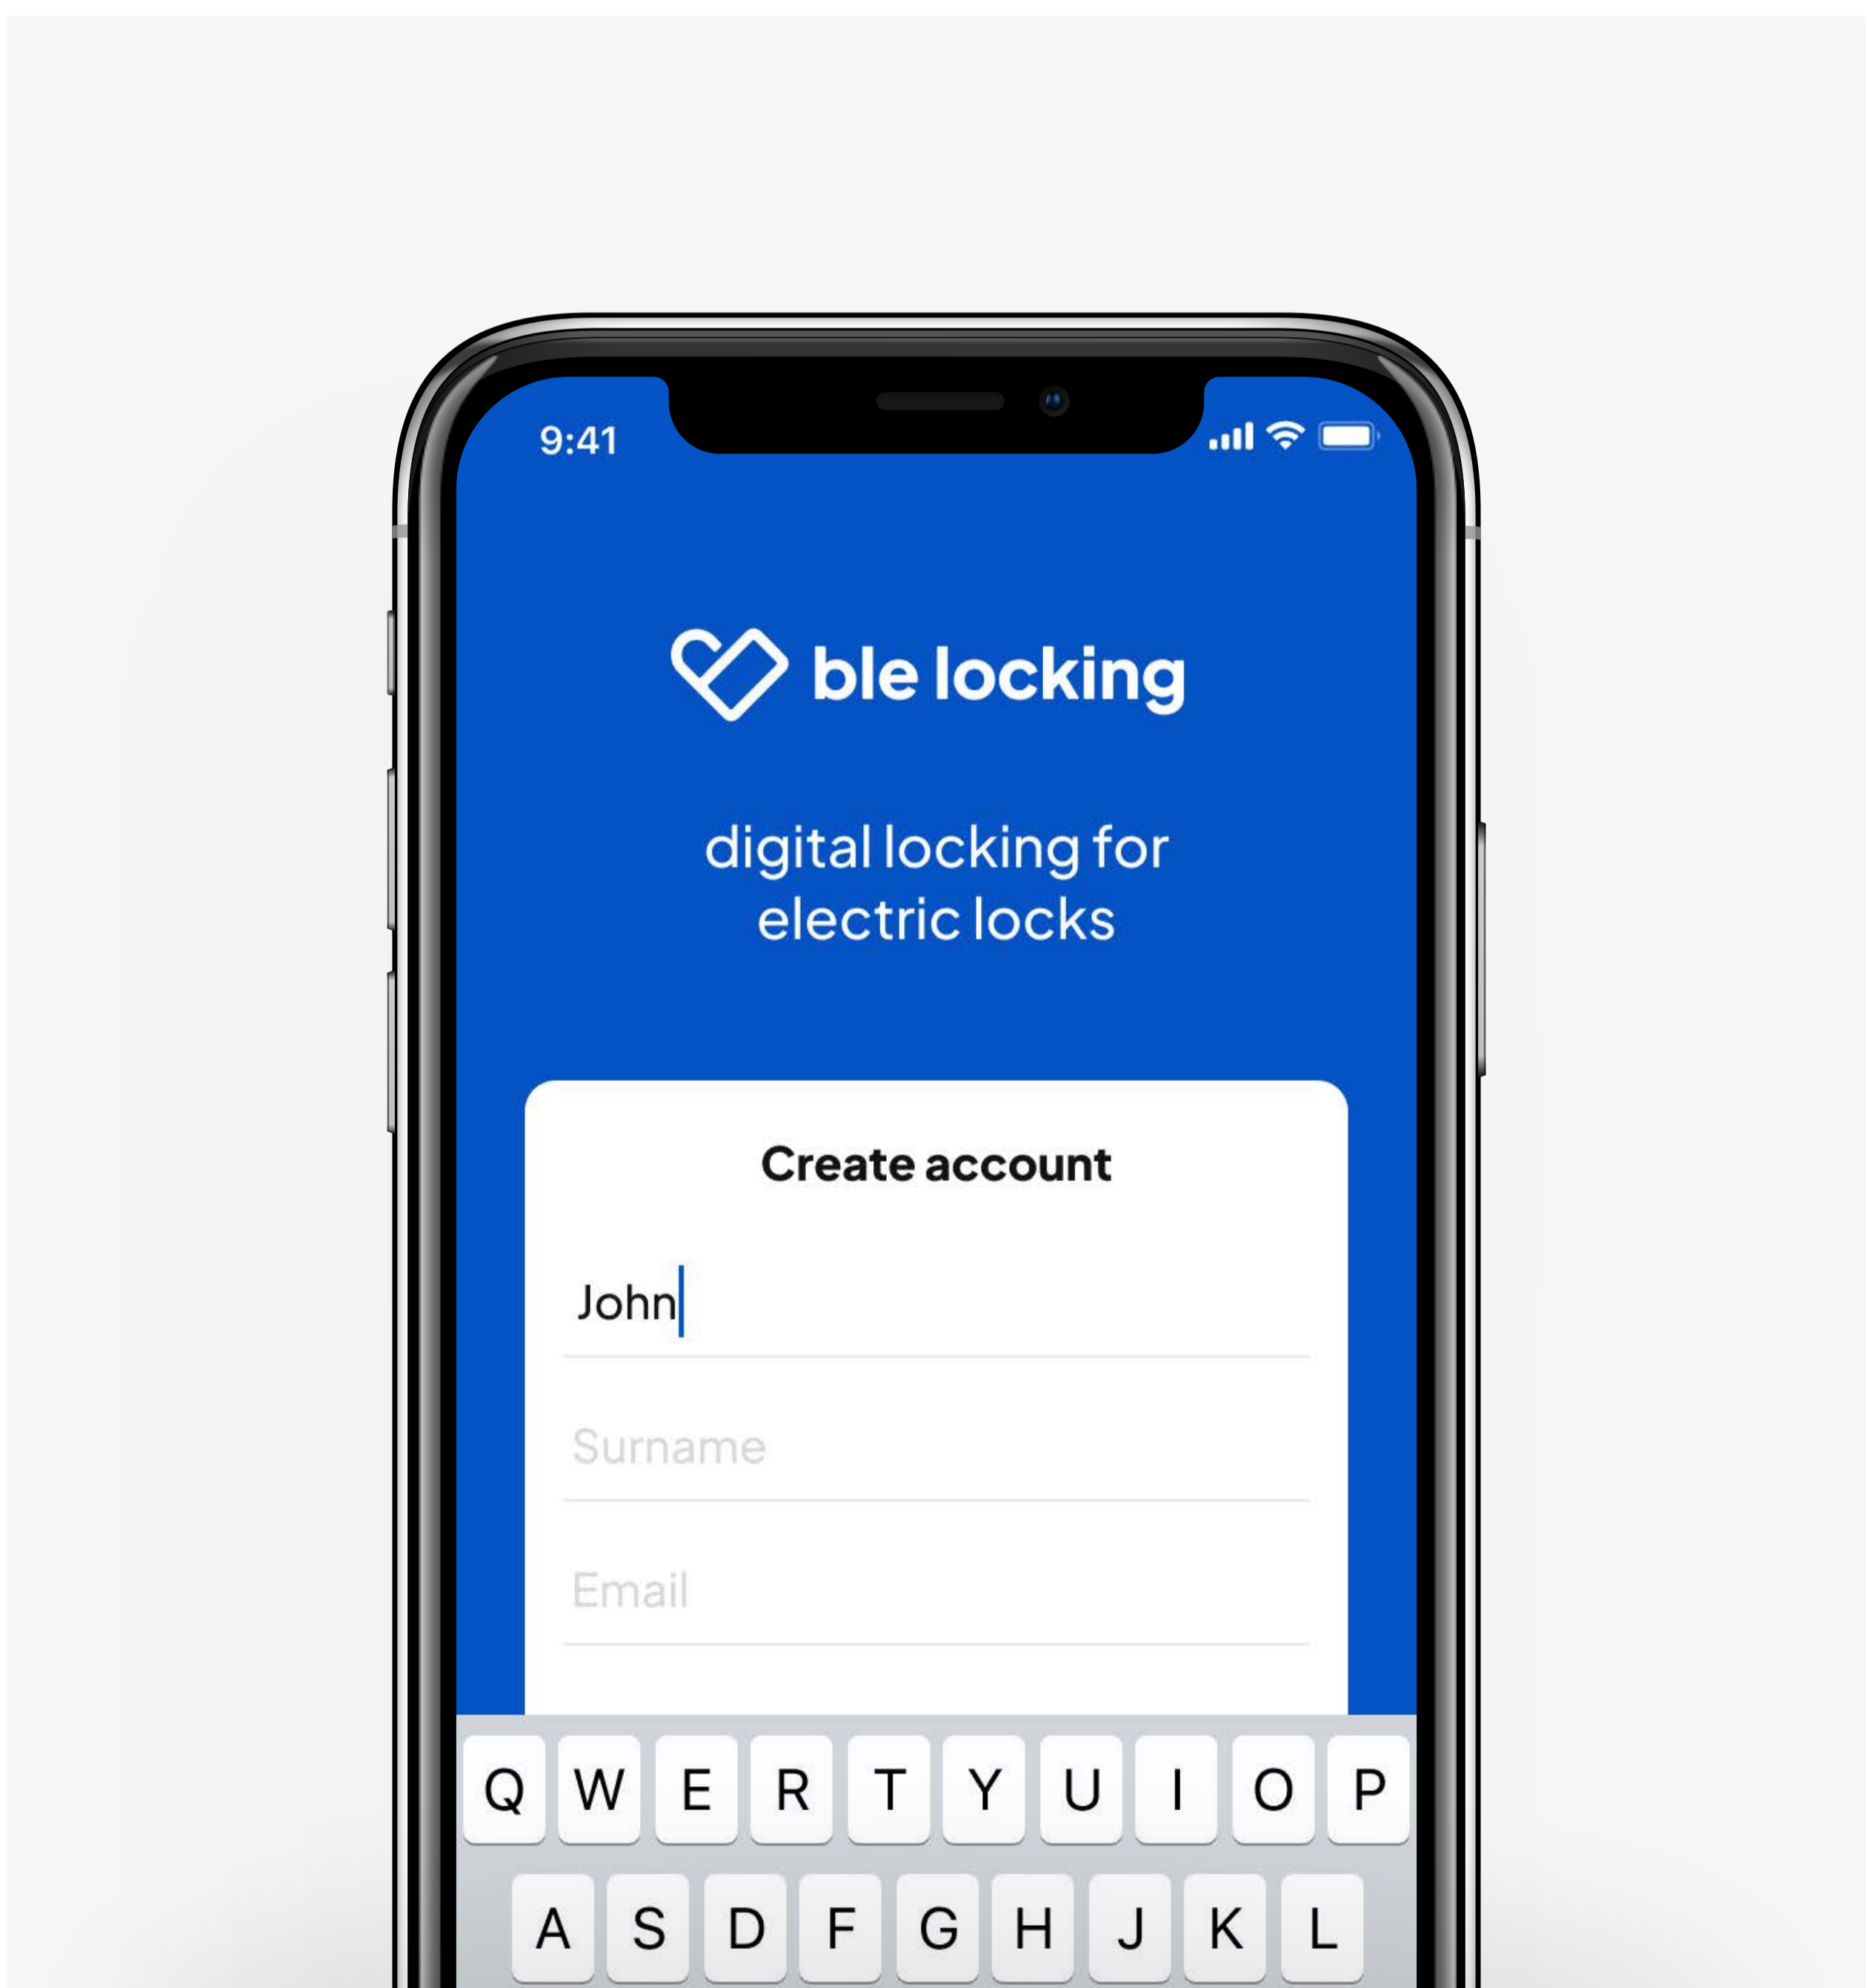 9:41
ble locking
digital locking for
electric locks
Create account
John
Surname
Email
Q W E R T Y U I O P
A S D F G H J K L